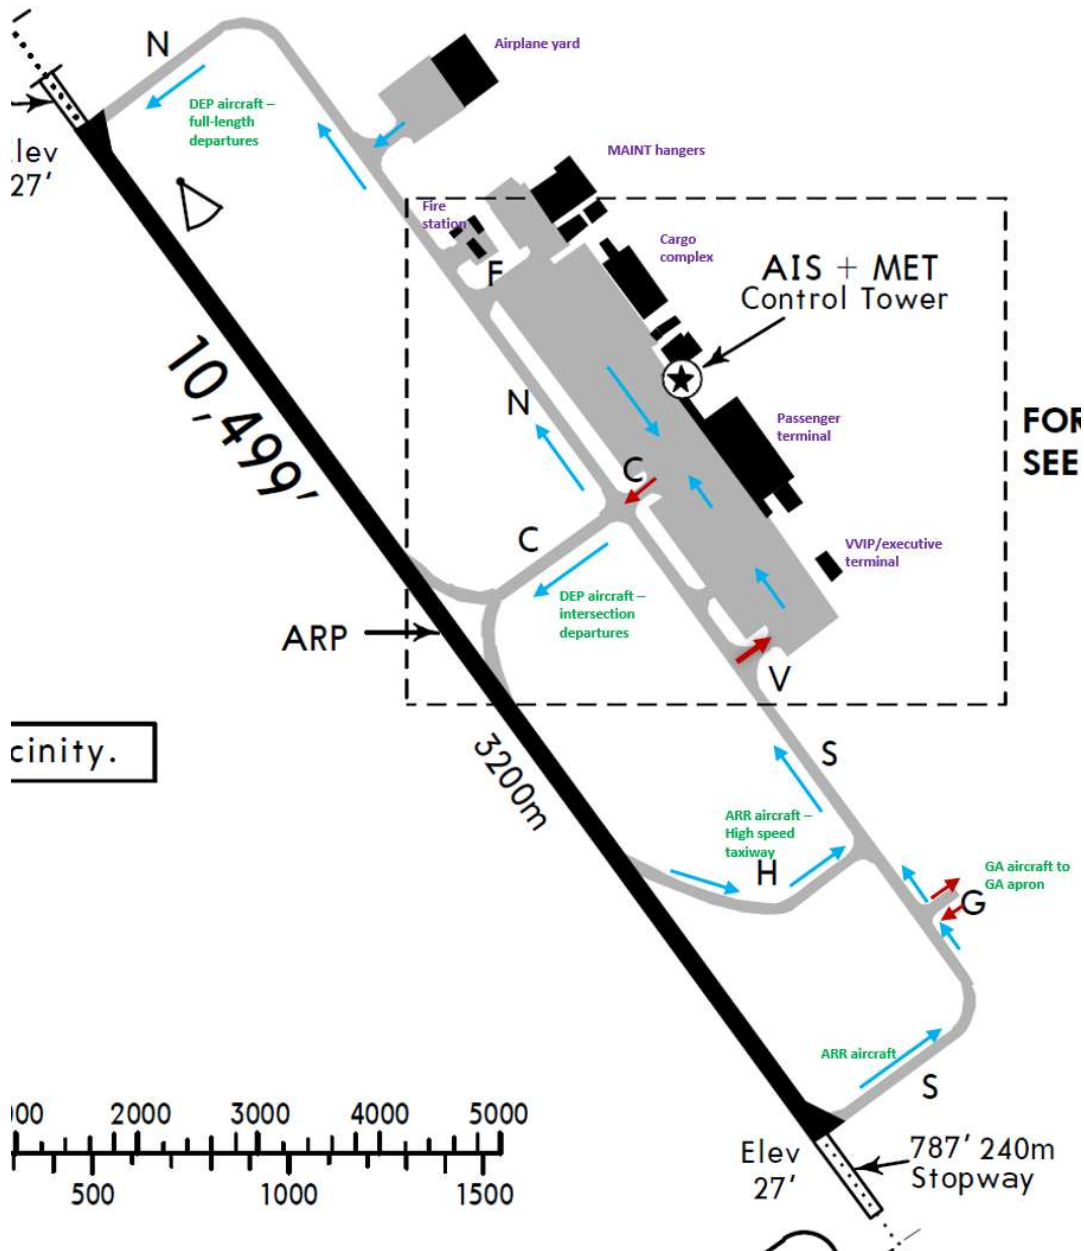 N
Airplane yard
DEP aircraft –
full-length
departures
lev
27′
MAINT hangers
Fire
station
F
Cargo
complex
AIS + MET
Control Tower
10,499′
N
Passenger
terminal
FOR
SEE
C
C
VVIP/executive
terminal
DEP aircraft –
intersection
departures
ARP
V
cinity.
S
3200m
ARR aircraft –
High speed
taxiway
H
GA aircraft to
GA apron
G
ARR aircraft
S
000 2000 3000 4000 5000
500 1000 1500
Elev
27′
787′ 240m
Stopway